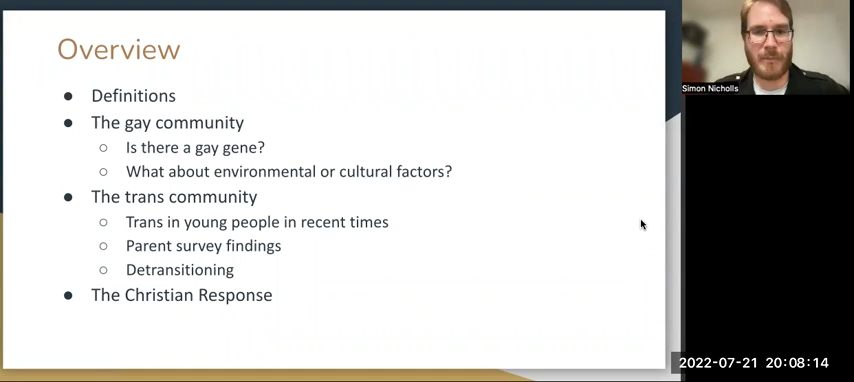 Overview
● Definitions
● The gay community
○ Is there a gay gene?
○ What about environmental or cultural factors?
● The trans community
○ Trans in young people in recent times
○ Parent survey findings
○ Detransitioning
● The Christian Response
Simon Nicholls
2022-07-21 20:08:14